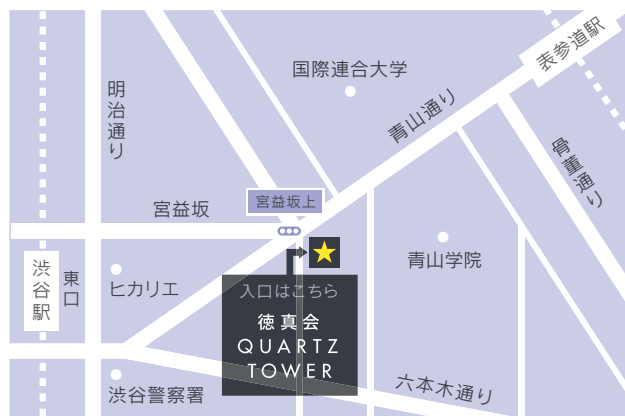 表参道駅
国際連合大学
明治通り
青山通り
骨董通り
宮益坂上
宮益坂
青山学院
渋谷駅
東口
ヒカリエ
入口はこちら
徳真会
QUARTZ
TOWER
六本木通り
渋谷警察署